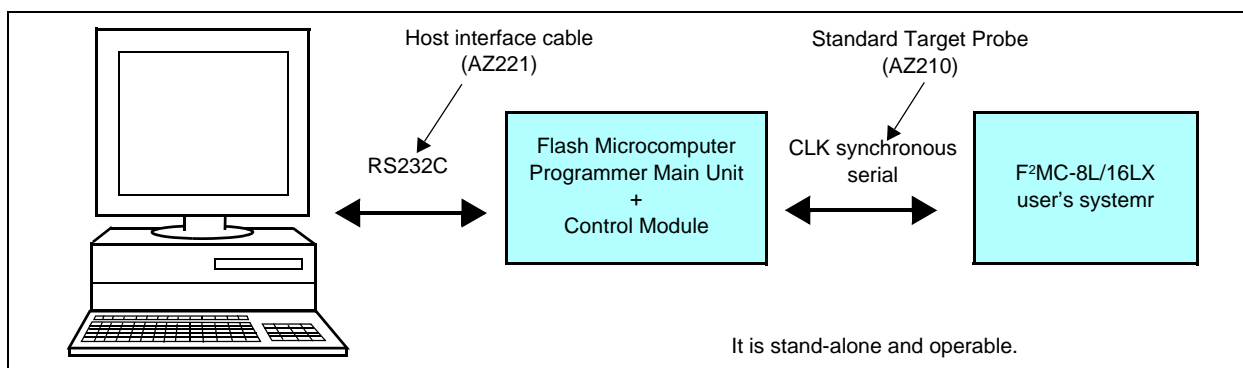 Host interface cable
(AZ221)
Standard Target Probe
(AZ210)
RS232C
Flash Microcomputer
Programmer Main Unit
+
Control Module
CLK synchronous
serial
F²MC-8L/16LX
user's systemr
It is stand-alone and operable.